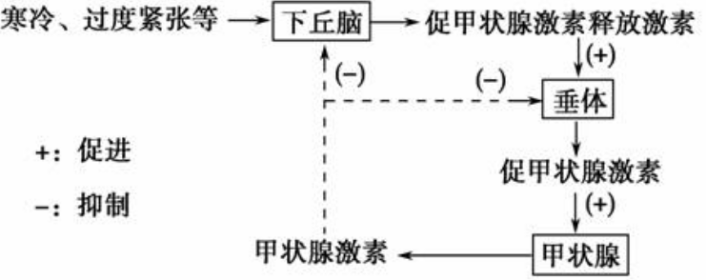 寒冷、过度紧张等
下丘脑
促甲状腺激素释放激素
(+)
(−)
(−)
垂体
+：促进
促甲状腺激素
−：抑制
(+)
甲状腺激素
甲状腺